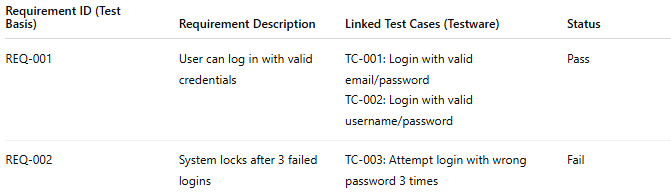 Requirement ID (Test Basis) Requirement Description Linked Test Cases (Testware) Status
REQ-001 User can log in with valid credentials TC-001: Login with valid email/password Pass
TC-002: Login with valid username/password
REQ-002 System locks after 3 failed logins TC-003: Attempt login with wrong password 3 times Fail